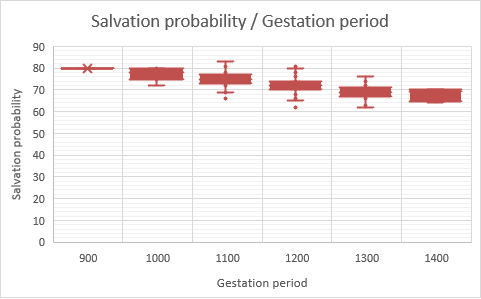 Salvation probability / Gestation period
90
80
70
60
50
40
30
20
10
0
Salvation probability
900 1000 1100 1200 1300 1400
Gestation period